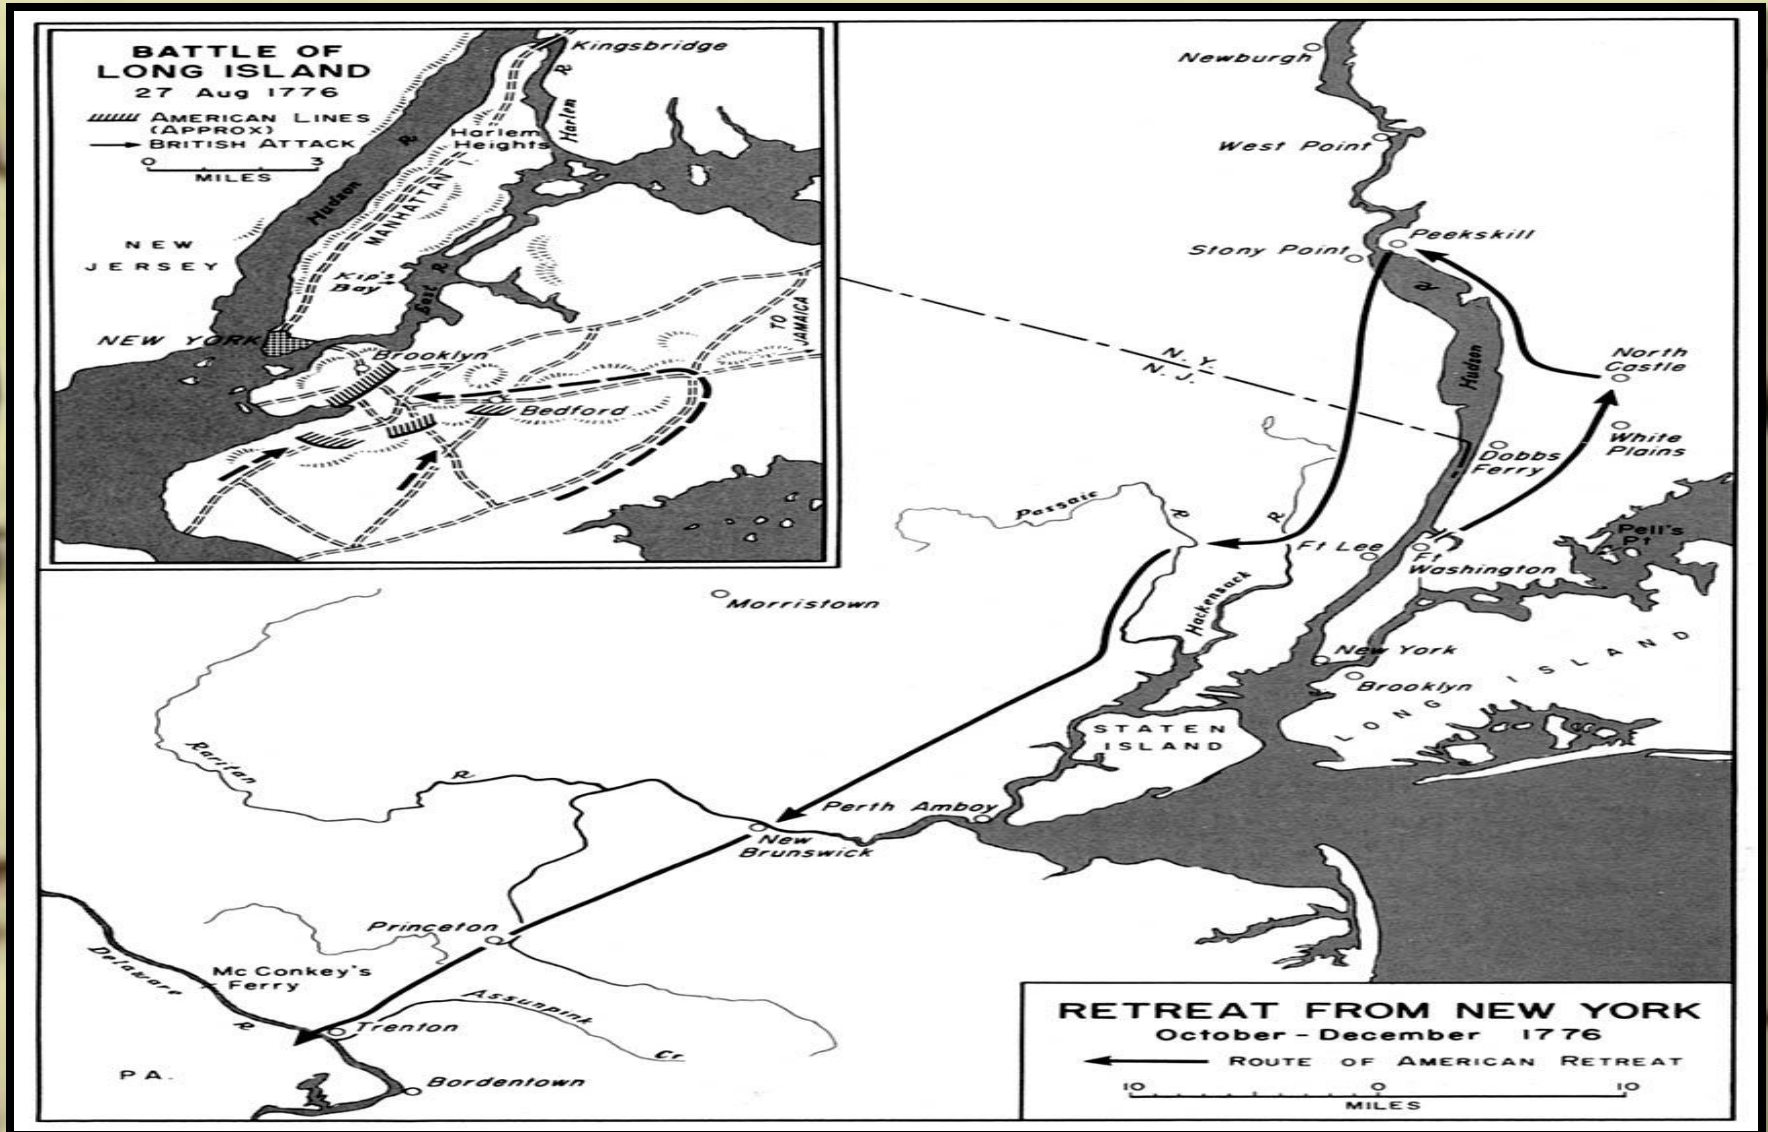 BATTLE OF
LONG ISLAND
27 Aug 1776
AMERICAN LINES
(APPROX)
BRITISH ATTACK
0 3
MILES
Kingsbridge
R
Harlem
Harlem
Heights
R
Hudson
MANHATTAN I.
NEW
JERSEY
Kip's
Bay
East R
NEW YORK
Brooklyn
TO
JAMAICA
Bedford
Newburgh
West Point
Peekskill
Stony Point
R
Hudson
N.Y.
N.J.
North
Castle
White
Plains
Dobbs
Ferry
Passaic
R
R
Hackensack
Ft Lee
Ft
Washington
Pell's
Pt
Morristown
New York
Brooklyn
LONG ISLAND
STATEN
ISLAND
Raritan
R
Perth Amboy
New
Brunswick
Princeton
Delaware
R
Mc Conkey's
Ferry
Assunpink
Cr
Trenton
PA.
Bordentown
RETREAT FROM NEW YORK
October - December 1776
ROUTE OF AMERICAN RETREAT
10 0 10
MILES